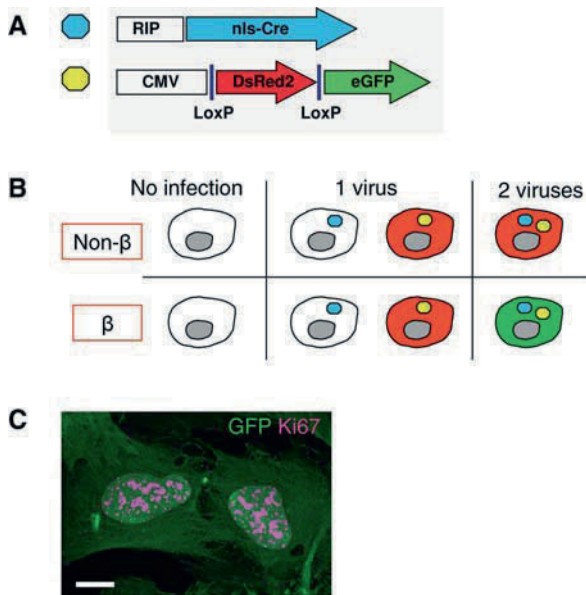 A
RIP nls-Cre
CMV DsRed2 eGFP
LoxP LoxP
B
No infection 1 virus 2 viruses
Non-β
β
C
GFP Ki67